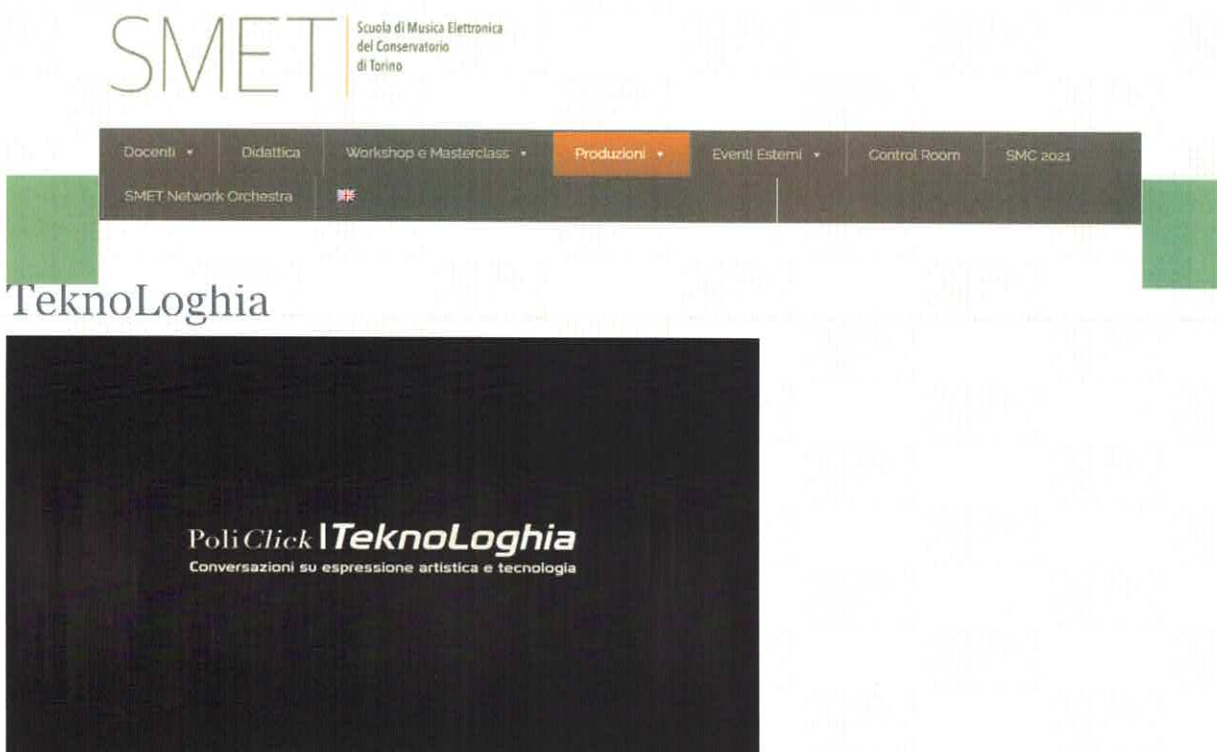 SMET
Scuola di Musica Elettronica
del Conservatorio
di Torino
Docenti Didattica Workshop e Masterclass Produzioni Eventi Esterni Control Room SMC 2021
SMET Network Orchestra
TeknoLoghia
PoliClick | TeknoLoghia
Conversazioni su espressione artistica e tecnologia